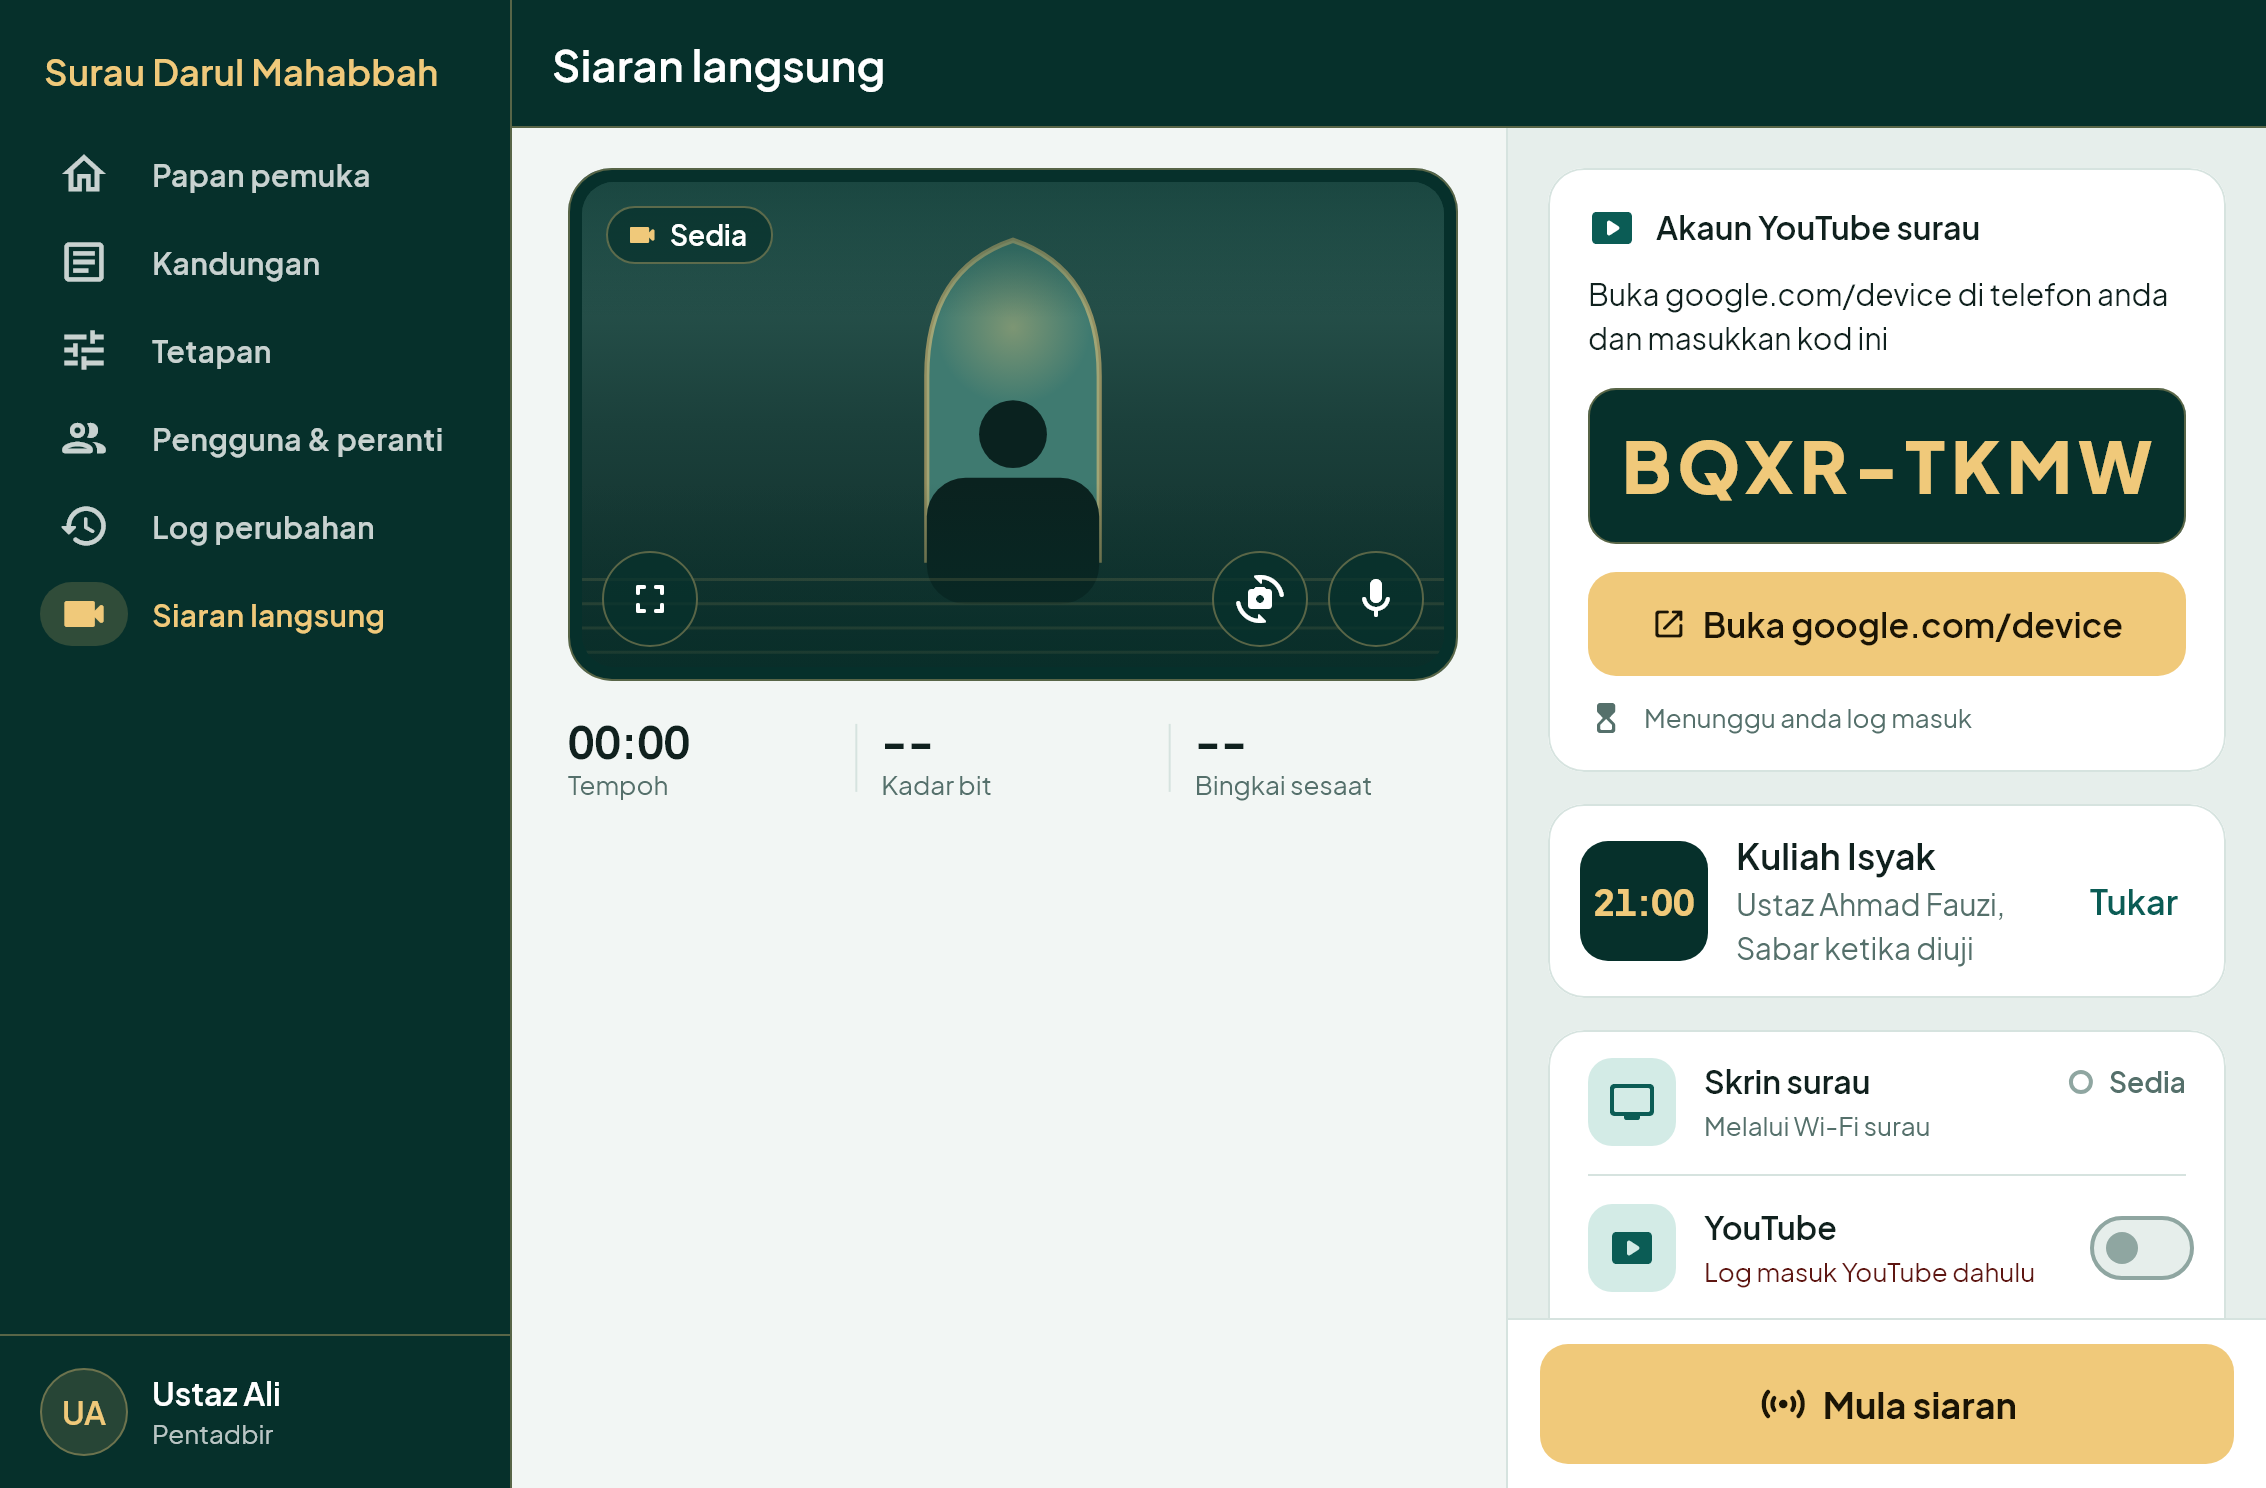 Surau Darul Mahabbah
Papan pemuka
Kandungan
Tetapan
Pengguna & peranti
Log perubahan
Siaran langsung
UA
Ustaz Ali
Pentadbir
Siaran langsung
Sedia
00:00
Tempoh
--
Kadar bit
--
Bingkai sesaat
Akaun YouTube surau
Buka google.com/device di telefon anda
dan masukkan kod ini
BQXR-TKMW
Buka google.com/device
Menunggu anda log masuk
21:00
Kuliah Isyak
Ustaz Ahmad Fauzi,
Sabar ketika diuji
Tukar
Skrin surau
Melalui Wi-Fi surau
Sedia
YouTube
Log masuk YouTube dahulu
Mula siaran